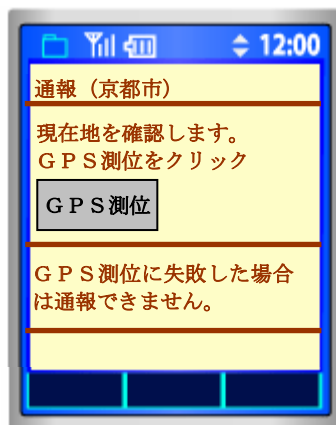 12:00
通報（京都市）
現在地を確認します。
ＧＰＳ測位をクリック
ＧＰＳ測位
ＧＰＳ測位に失敗した場合
は通報できません。